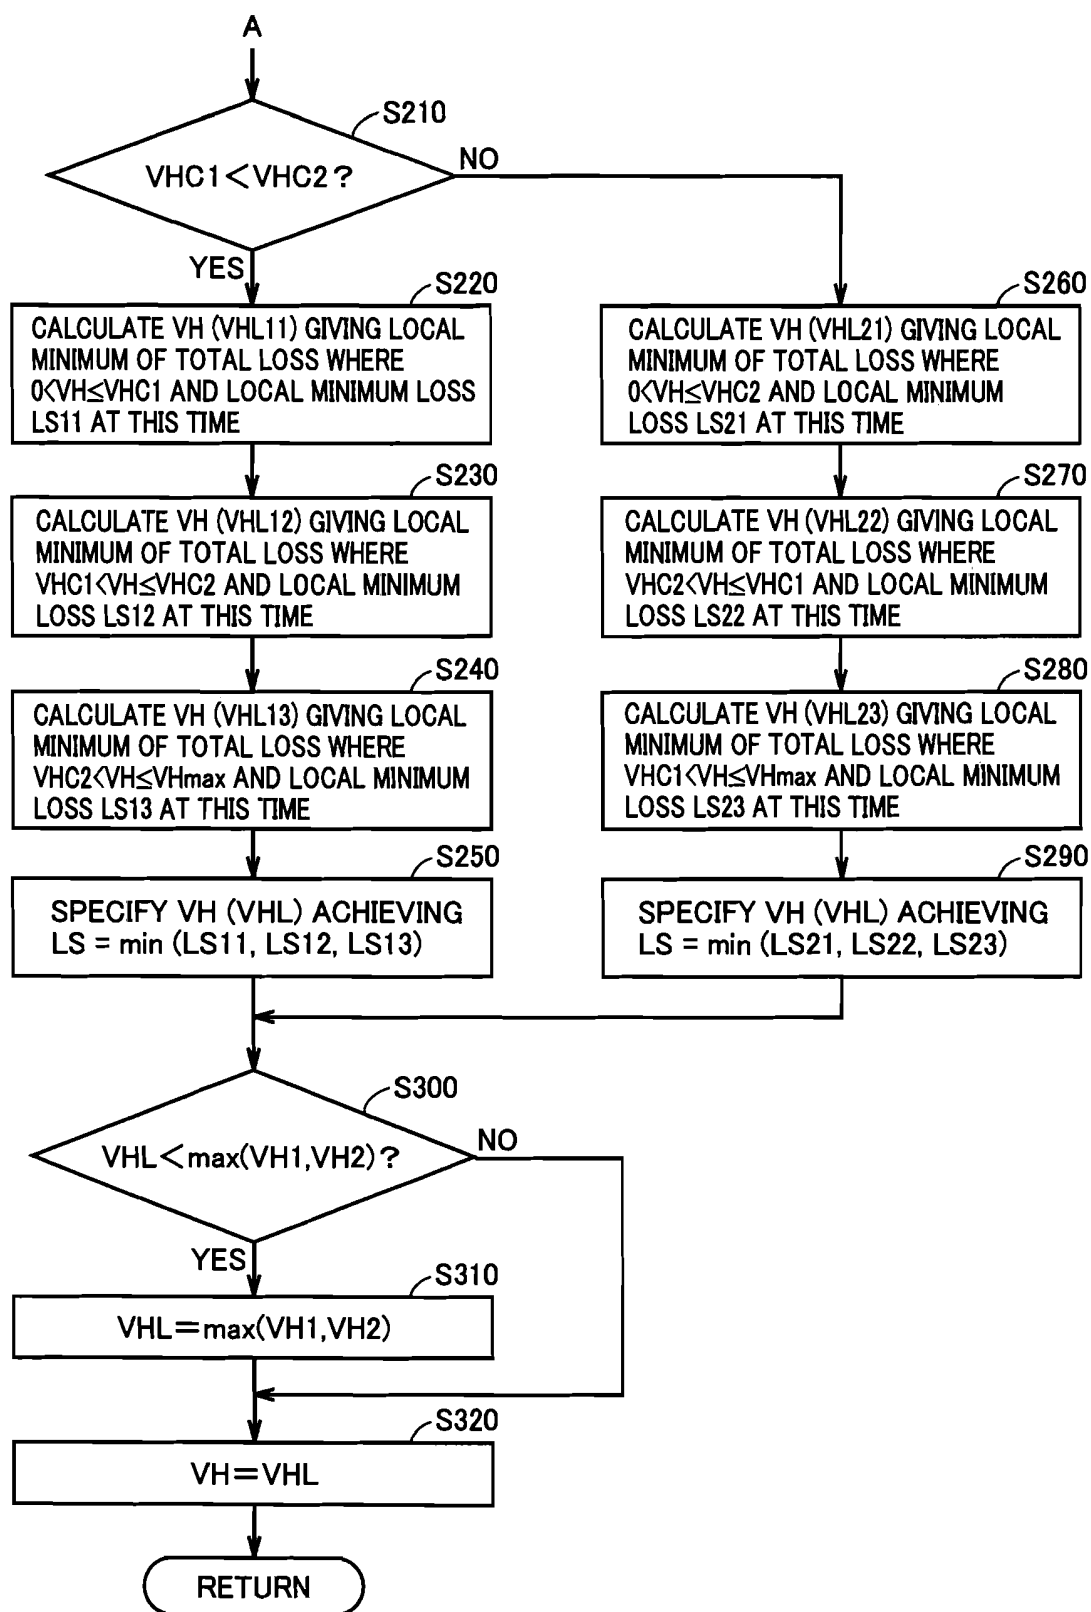 A
S210
VHC1<VHC2?
NO
YES
S220
CALCULATE VH (VHL11) GIVING LOCAL
MINIMUM OF TOTAL LOSS WHERE
0<VH≤VHC1 AND LOCAL MINIMUM LOSS
LS11 AT THIS TIME
S230
CALCULATE VH (VHL12) GIVING LOCAL
MINIMUM OF TOTAL LOSS WHERE
VHC1<VH≤VHC2 AND LOCAL MINIMUM
LOSS LS12 AT THIS TIME
S240
CALCULATE VH (VHL13) GIVING LOCAL
MINIMUM OF TOTAL LOSS WHERE
VHC2<VH≤VHmax AND LOCAL MINIMUM
LOSS LS13 AT THIS TIME
S250
SPECIFY VH (VHL) ACHIEVING
LS = min (LS11, LS12, LS13)
S260
CALCULATE VH (VHL21) GIVING LOCAL
MINIMUM OF TOTAL LOSS WHERE
0<VH≤VHC2 AND LOCAL MINIMUM
LOSS LS21 AT THIS TIME
S270
CALCULATE VH (VHL22) GIVING LOCAL
MINIMUM OF TOTAL LOSS WHERE
VHC2<VH≤VHC1 AND LOCAL MINIMUM
LOSS LS22 AT THIS TIME
S280
CALCULATE VH (VHL23) GIVING LOCAL
MINIMUM OF TOTAL LOSS WHERE
VHC1<VH≤VHmax AND LOCAL MINIMUM
LOSS LS23 AT THIS TIME
S290
SPECIFY VH (VHL) ACHIEVING
LS = min (LS21, LS22, LS23)
S300
VHL<max(VH1,VH2)?
NO
YES
S310
VHL=max(VH1,VH2)
S320
VH=VHL
RETURN